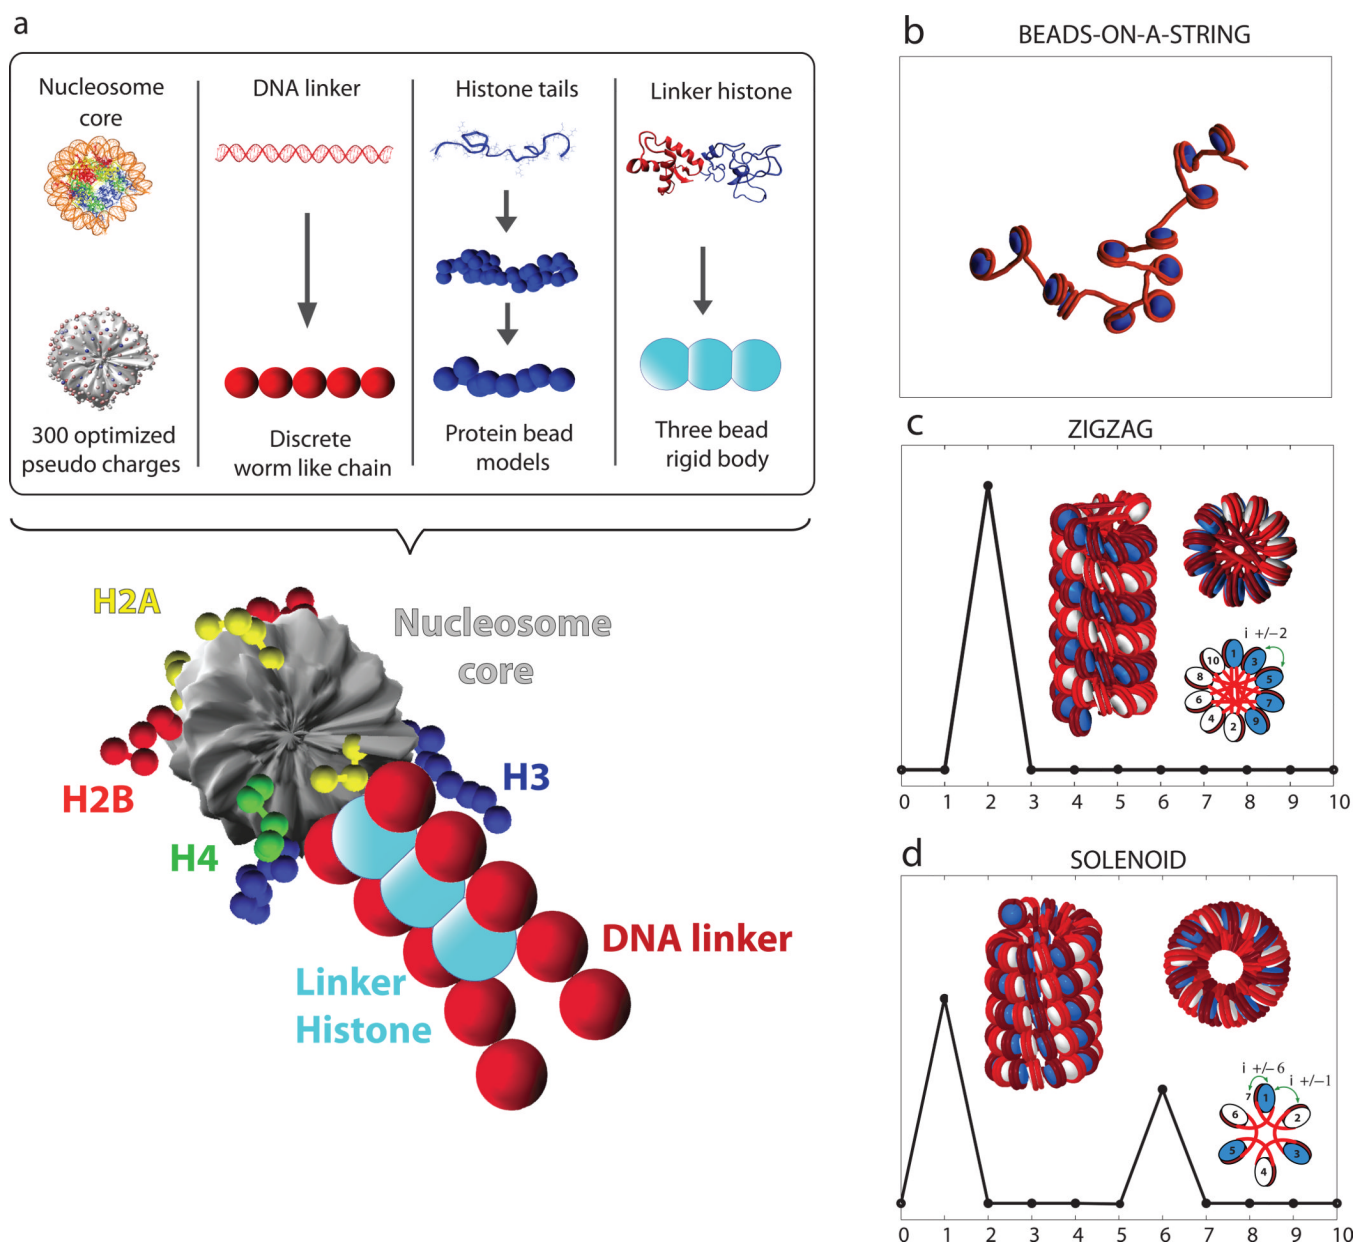 a
Nucleosome
core
DNA linker
Histone tails
Linker histone
300 optimized
pseudo charges
Discrete
worm like chain
Protein bead
models
Three bead
rigid body
H2A
Nucleosome
core
H2B
H3
H4
DNA linker
Linker
Histone
b
BEADS-ON-A-STRING
c
ZIGZAG
i +/-2
1
3
5
7
9
2
4
6
8
10
0 1 2 3 4 5 6 7 8 9 10
d
SOLENOID
i +/-6
i +/-1
7
1
2
3
4
5
6
0 1 2 3 4 5 6 7 8 9 10